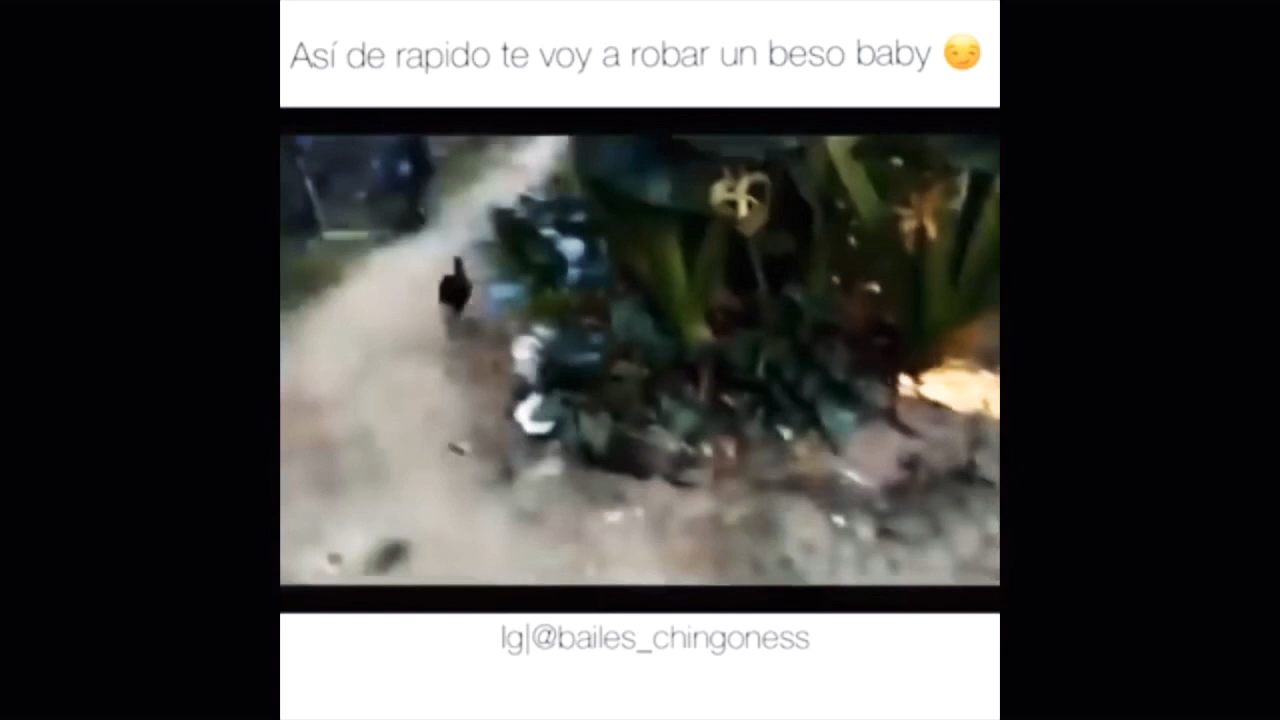 Así de rapido te voy a robar un beso baby 😏
Ig|@bailes_chingoness